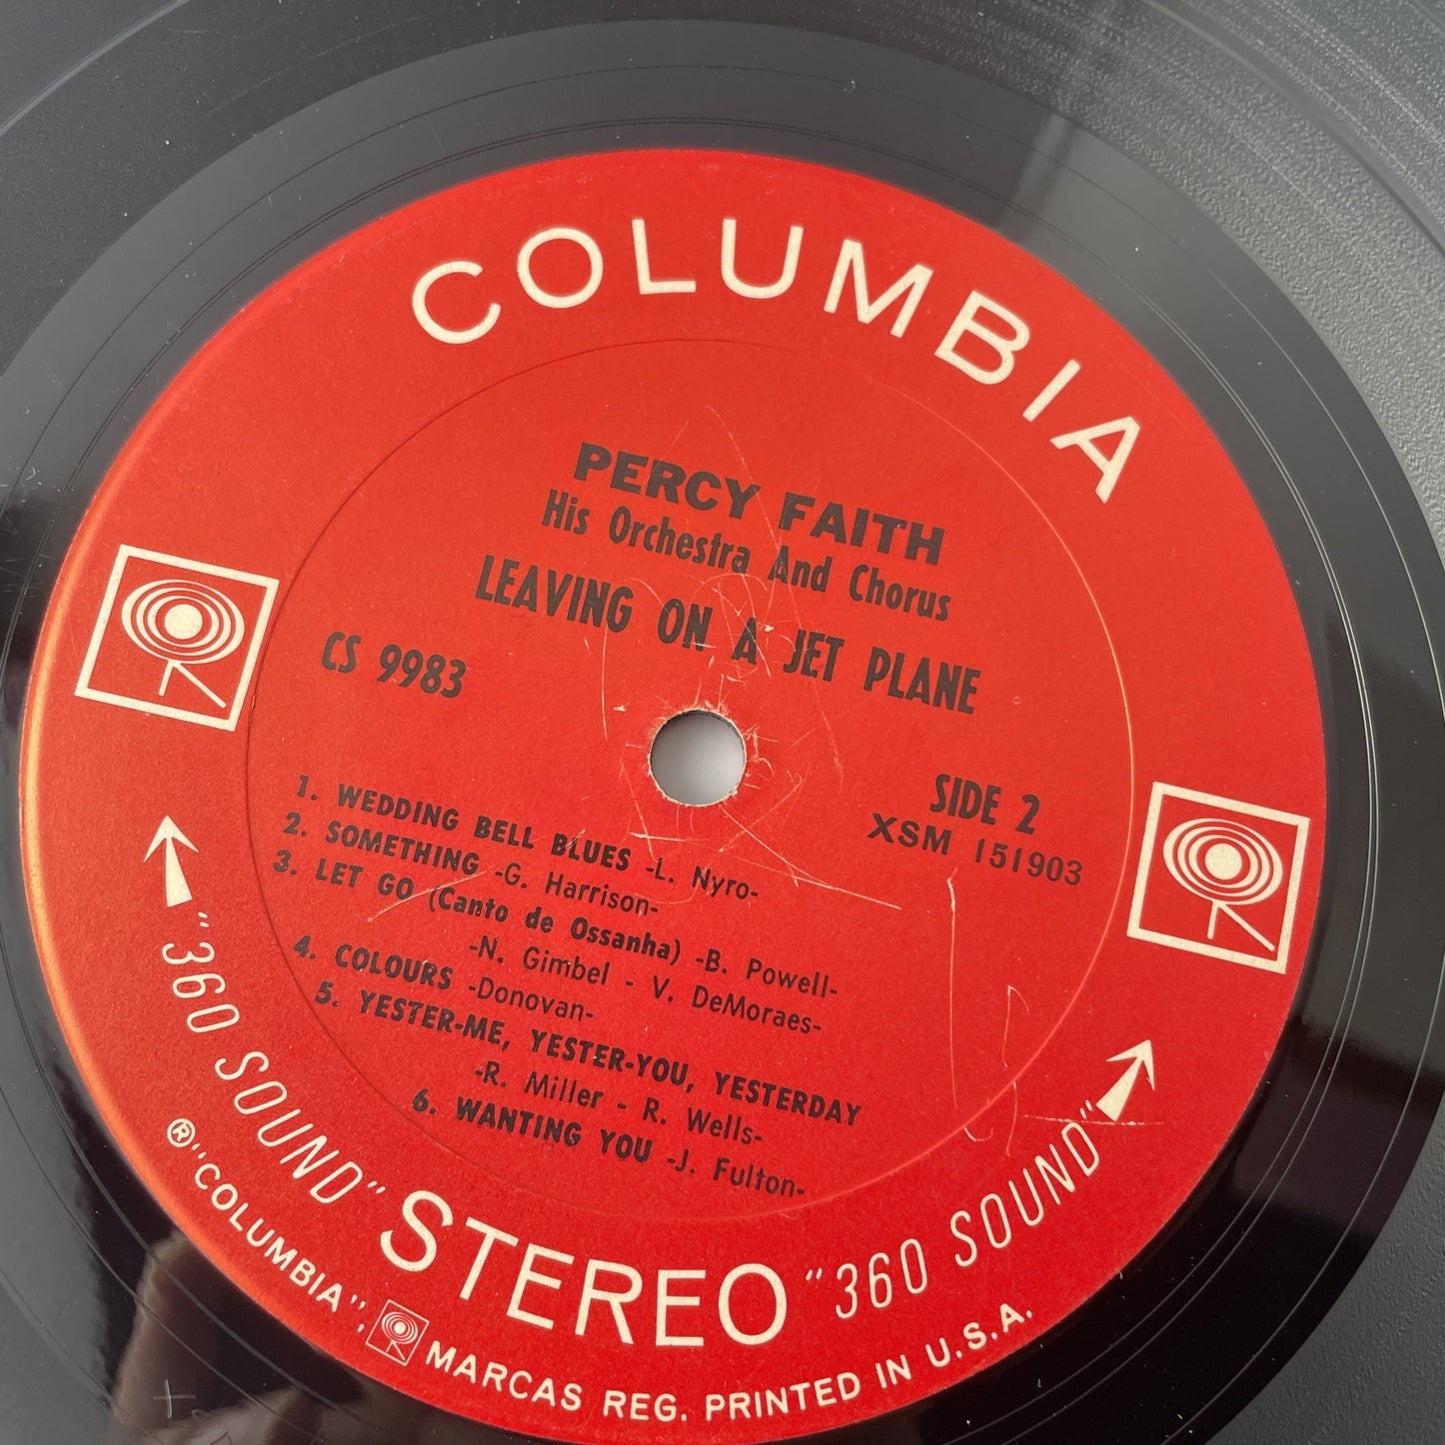 COLUMBIA
PERCY FAITH
His Orchestra And Chorus
LEAVING ON A JET PLANE
CS 9983
SIDE 2
XSM 151903
1. WEDDING BELL BLUES -L. Nyro-
2. SOMETHING -G. Harrison-
3. LET GO (Canto de Ossanha) -B. Powell-
-N. Gimbel - V. DeMoraes-
4. COLOURS -Donovan-
5. YESTER-ME, YESTER-YOU, YESTERDAY
-R. Miller - R. Wells-
6. WANTING YOU -J. Fulton-
"360 SOUND" STEREO "360 SOUND"
® "COLUMBIA", MARCAS REG. PRINTED IN U.S.A.